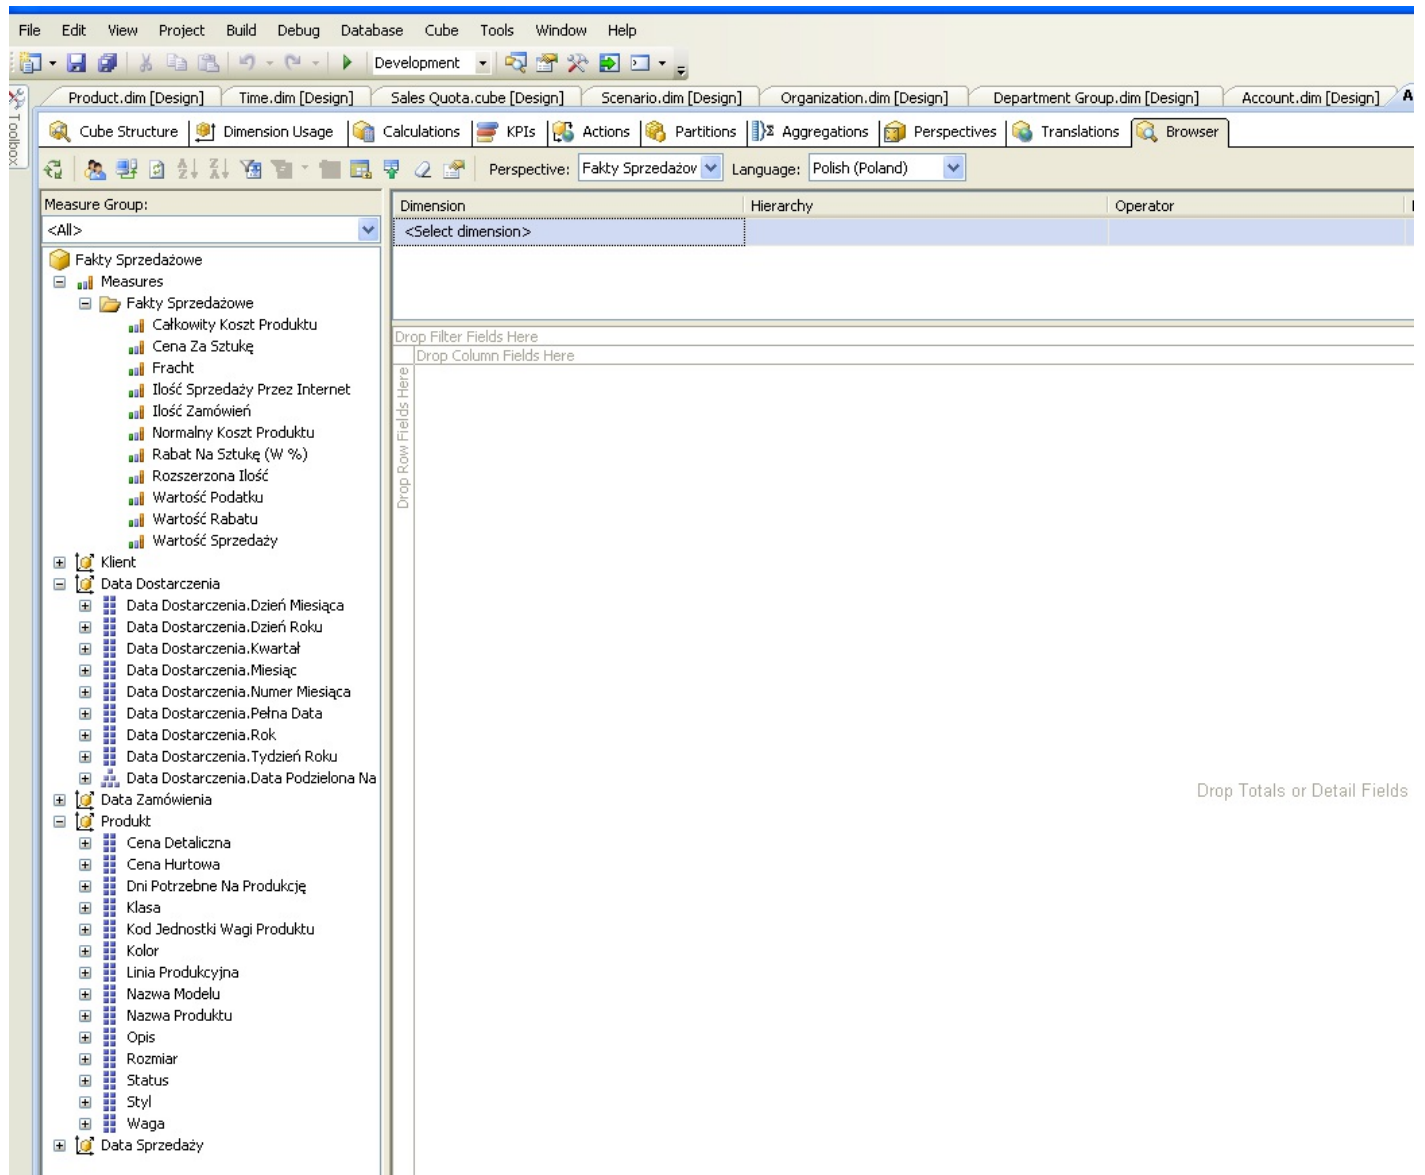 File Edit View Project Build Debug Database Cube Tools Window Help
Development
Product.dim [Design] Time.dim [Design] Sales Quota.cube [Design] Scenario.dim [Design] Organization.dim [Design] Department Group.dim [Design] Account.dim [Design] A
Toolbox
Cube Structure Dimension Usage Calculations KPIs Actions Partitions Aggregations Perspectives Translations Browser
Perspective: Fakty Sprzedażov Language: Polish (Poland)
Measure Group:
<All>
Fakty Sprzedażowe
Measures
Fakty Sprzedażowe
Całkowity Koszt Produktu
Cena Za Sztukę
Fracht
Ilość Sprzedaży Przez Internet
Ilość Zamówień
Normalny Koszt Produktu
Rabat Na Sztukę (W %)
Rozszerzona Ilość
Wartość Podatku
Wartość Rabatu
Wartość Sprzedaży
Klient
Data Dostarczenia
Data Dostarczenia.Dzień Miesiąca
Data Dostarczenia.Dzień Roku
Data Dostarczenia.Kwartał
Data Dostarczenia.Miesiąc
Data Dostarczenia.Numer Miesiąca
Data Dostarczenia.Pełna Data
Data Dostarczenia.Rok
Data Dostarczenia.Tydzień Roku
Data Dostarczenia.Data Podzielona Na
Data Zamówienia
Produkt
Cena Detaliczna
Cena Hurtowa
Dni Potrzebne Na Produkcję
Klasa
Kod Jednostki Wagi Produktu
Kolor
Linia Produkcyjna
Nazwa Modelu
Nazwa Produktu
Opis
Rozmiar
Status
Styl
Waga
Data Sprzedaży
Dimension Hierarchy Operator
<Select dimension>
Drop Filter Fields Here
Drop Column Fields Here
Drop Row Fields Here
Drop Totals or Detail Fields